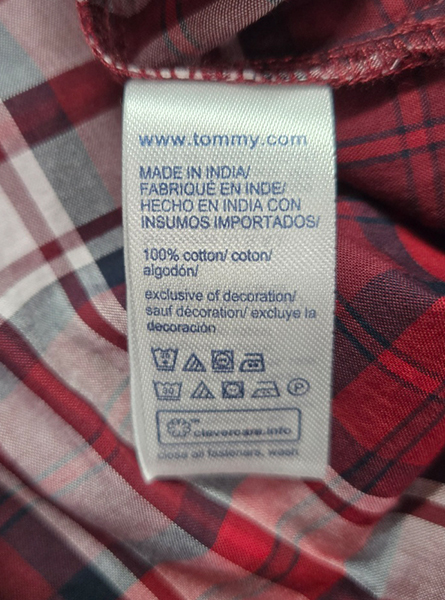 www.tommy.com
MADE IN INDIA/
FABRIQUÉ EN INDE/
HECHO EN INDIA CON
INSUMOS IMPORTADOS/
100% cotton/ coton/
algodón/
exclusive of decoration/
sauf décoration/ excluye la
decoración
30
P
clevercare.info
close all fasteners, wash